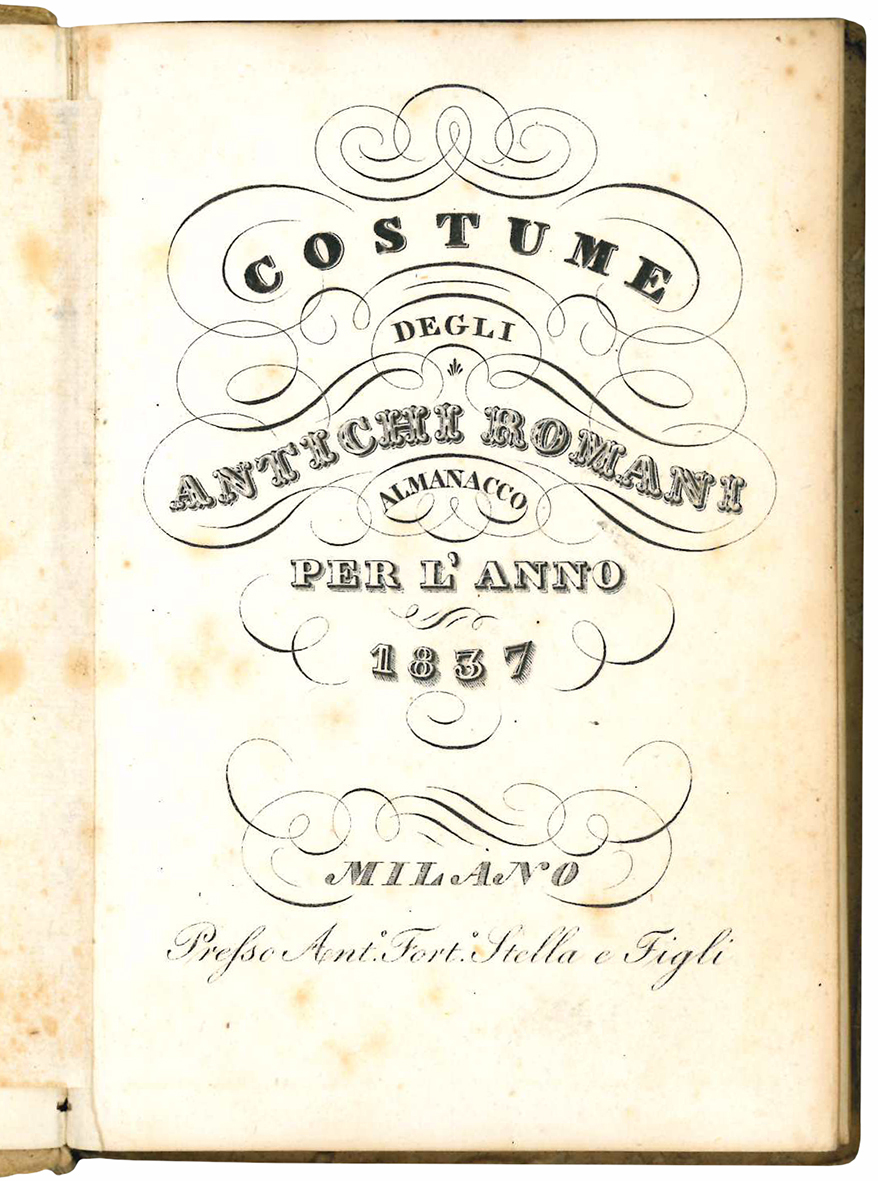 COSTUME
DEGLI
ANTICHI ROMANI
ALMANACCO
PER L'ANNO
1837
MILANO
Preſso Ant.o Fort.o Stella e Figli